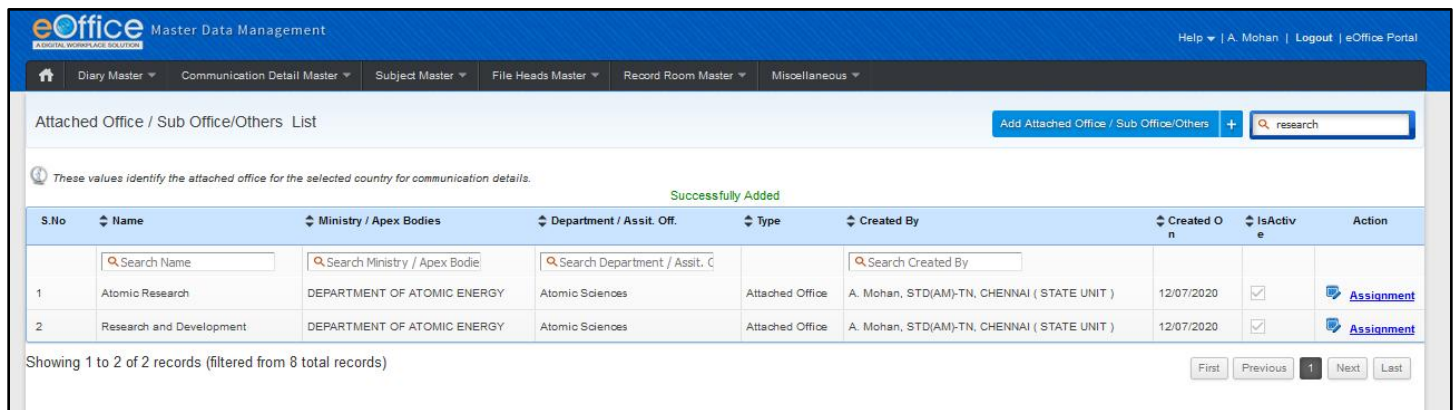 eOffice Master Data Management
A DIGITAL WORKPLACE SOLUTION
Help | A. Mohan | Logout | eOffice Portal
Diary Master Communication Detail Master Subject Master File Heads Master Record Room Master Miscellaneous
Attached Office / Sub Office/Others List Add Attached Office / Sub Office/Others + research
These values identify the attached office for the selected country for communication details.
Successfully Added
S.No Name Ministry / Apex Bodies Department / Assit. Off. Type Created By Created O IsActiv Action
n e
Search Name Search Ministry / Apex Bodie Search Department / Assit. C Search Created By
1 Atomic Research DEPARTMENT OF ATOMIC ENERGY Atomic Sciences Attached Office A. Mohan, STD(AM)-TN, CHENNAI ( STATE UNIT ) 12/07/2020 Assignment
2 Research and Development DEPARTMENT OF ATOMIC ENERGY Atomic Sciences Attached Office A. Mohan, STD(AM)-TN, CHENNAI ( STATE UNIT ) 12/07/2020 Assignment
Showing 1 to 2 of 2 records (filtered from 8 total records) First Previous 1 Next Last